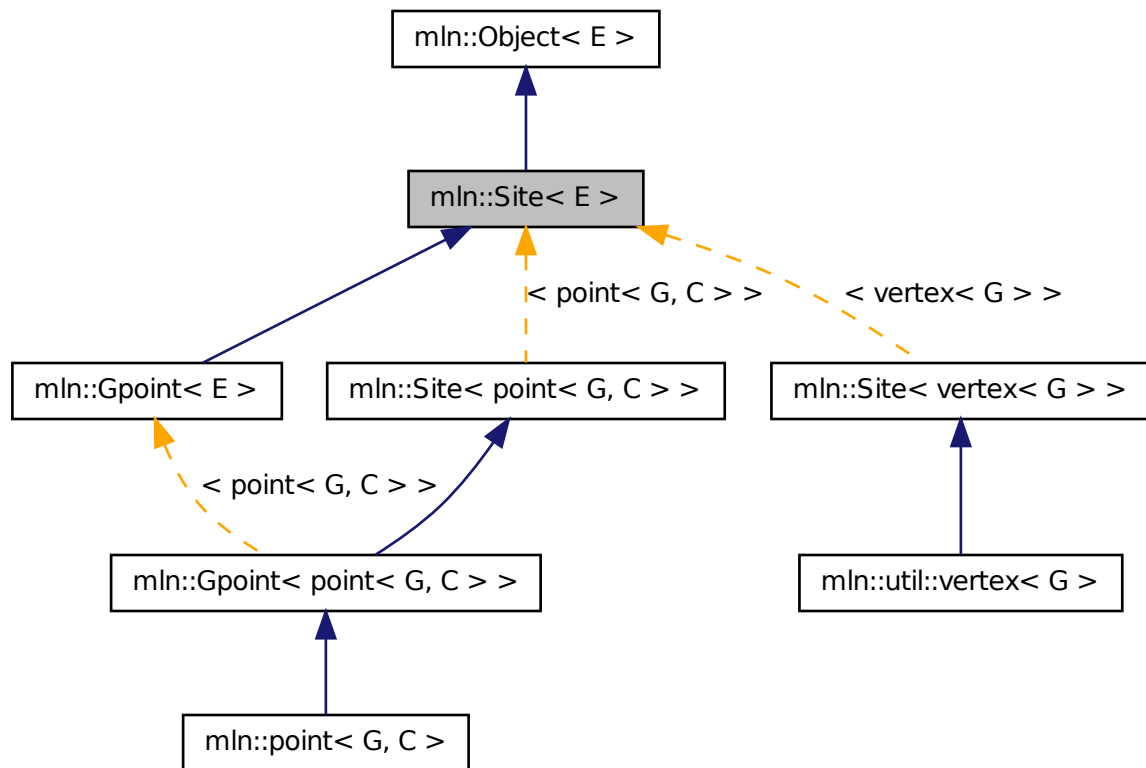 mln::Object< E >
mln::Site< E >
< point< G, C > >
< vertex< G > >
mln::Gpoint< E >
mln::Site< point< G, C > >
mln::Site< vertex< G > >
< point< G, C > >
mln::Gpoint< point< G, C > >
mln::util::vertex< G >
mln::point< G, C >